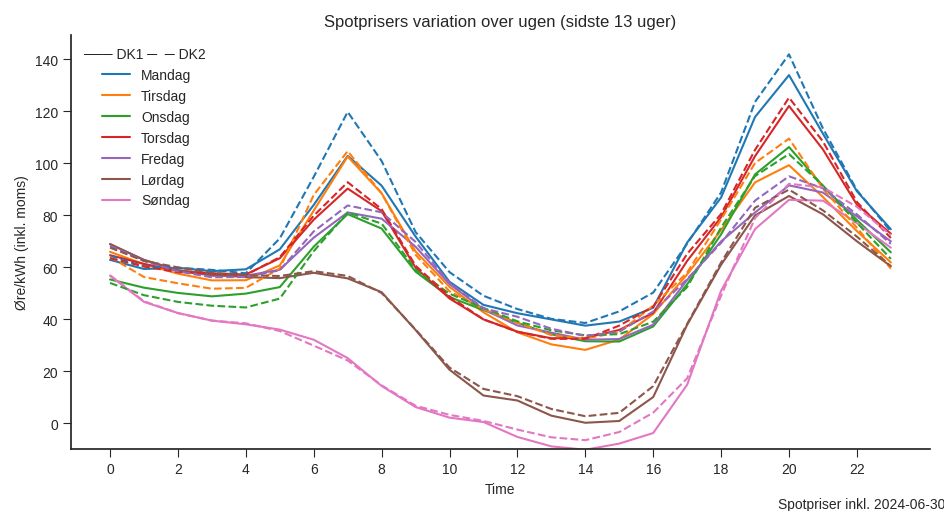 Spotprisers variation over ugen (sidste 13 uger)
DK1 DK2
Mandag
Tirsdag
Onsdag
Torsdag
Fredag
Lørdag
Søndag
Øre/kWh (inkl. moms)
140
120
100
80
60
40
20
0
0 2 4 6 8 10 12 14 16 18 20 22
Time
Spotpriser inkl. 2024-06-30